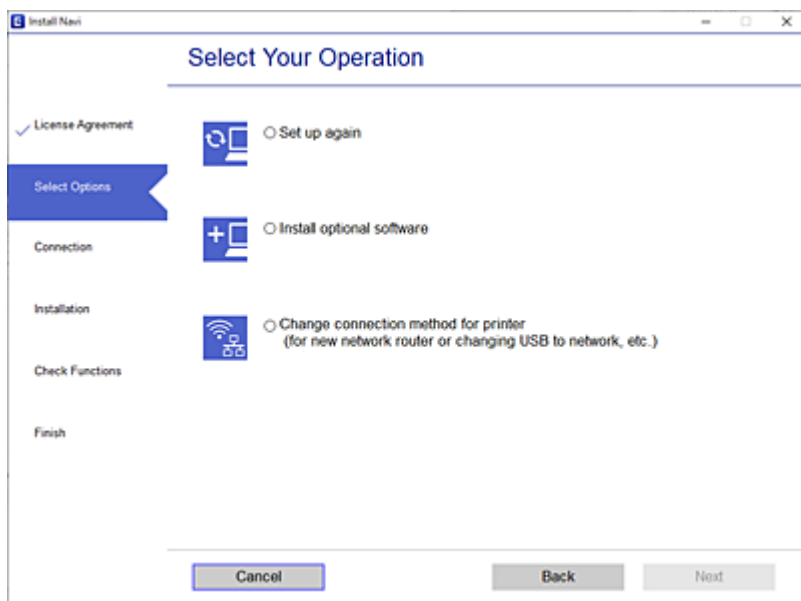 Install Navi
Select Your Operation
License Agreement
Select Options
Connection
Installation
Check Functions
Finish
Set up again
Install optional software
Change connection method for printer
(for new network router or changing USB to network, etc.)
Cancel
Back
Next